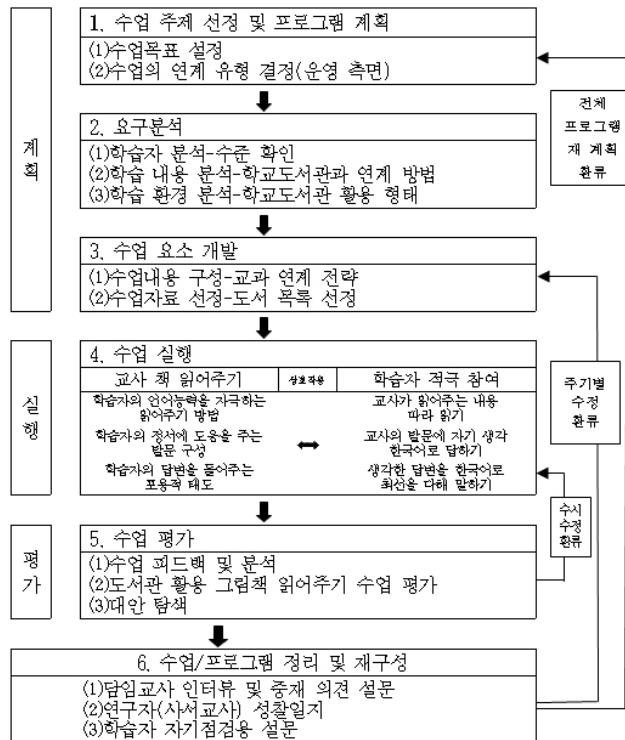 1. 수업 주제 선정 및 프로그램 계획
(1)수업목표 설정
(2)수업의 연계 유형 결정(운영 측면)
전체
프로그램
재 계획
환류
계
획
2. 요구분석
(1)학습자 분석-수준 확인
(2)학습 내용 분석-학교도서관과 연계 방법
(3)학습 환경 분석-학교도서관 활용 형태
3. 수업 요소 개발
(1)수업내용 구성-교과 연계 전략
(2)수업자료 선정-도서 목록 선정
실
행
4. 수업 실행
교사 책 읽어주기
상호작용
학습자 적극 참여
학습자의 언어능력을 자극하는
읽어주기 방법
교사가 읽어주는 내용
따라 읽기
학습자의 정서에 도움을 주는
발문 구성
교사의 발문에 자기 생각
한국어로 답하기
학습자의 답변을 풀어주는
포용적 태도
생각한 답변을 한국어로
최선을 다해 말하기
주기별
수정
환류
수시
수정
환류
평
가
5. 수업 평가
(1)수업 피드백 및 분석
(2)도서관 활용 그림책 읽어주기 수업 평가
(3)대안 탐색
6. 수업/프로그램 정리 및 재구성
(1)담임교사 인터뷰 및 중재 의견 설문
(2)연구자(사서교사) 성찰일지
(3)학습자 자기점검용 설문